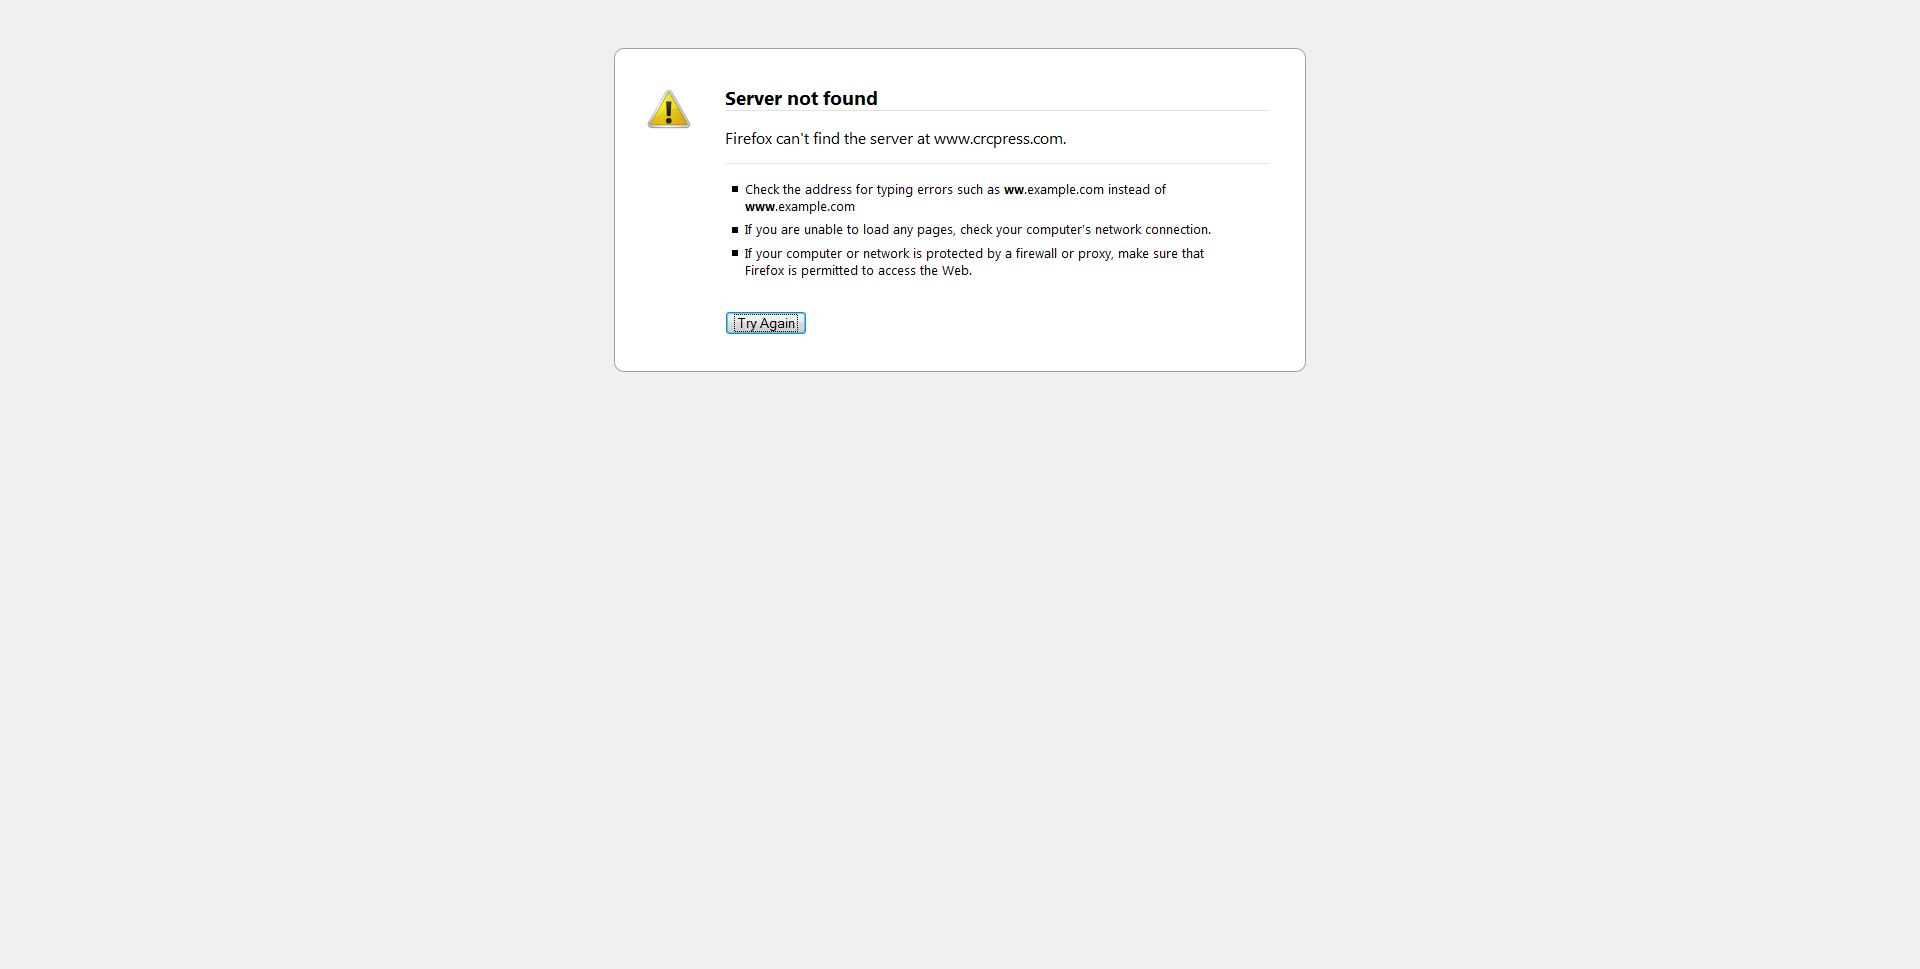 Server not found
Firefox can't find the server at www.crcpress.com.
Check the address for typing errors such as ww.example.com instead of
www.example.com
If you are unable to load any pages, check your computer's network connection.
If your computer or network is protected by a firewall or proxy, make sure that
Firefox is permitted to access the Web.
Try Again